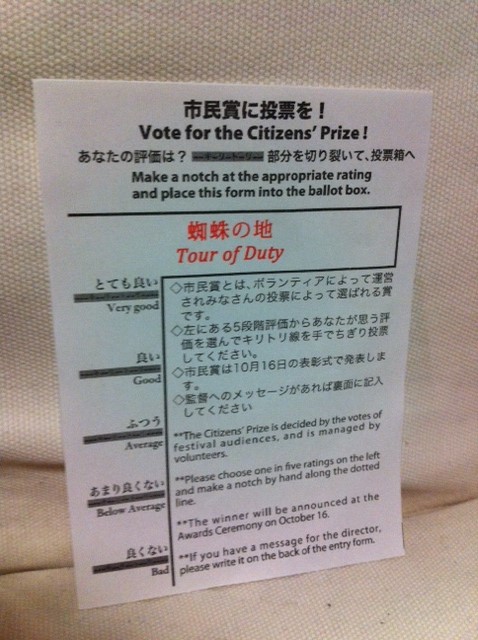 市民賞に投票を!
Vote for the Citizens' Prize!
あなたの評価は? 部分を切り裂いて、投票箱へ
Make a notch at the appropriate rating
and place this form into the ballot box.
蜘蛛の地
Tour of Duty
とても良い
Very good
良い
Good
ふつう
Average
あまり良くない
Below Average
良くない
Bad
◇市民賞とは、ボランティアによって運営
されみなさんの投票によって選ばれる賞
です。
◇左にある5段階評価からあなたが思う評
価を選んでキリトリ線を手でちぎり投票
してください。
◇市民賞は10月16日の表彰式で発表しま
す。
◇監督へのメッセージがあれば裏面に記入
してください
**The Citizens' Prize is decided by the votes of
festival audiences, and is managed by
volunteers.
**Please choose one in five ratings on the left
and make a notch by hand along the dotted
line.
**The winner will be announced at the
Awards Ceremony on October 16.
**If you have a message for the director,
please write it on the back of the entry form.